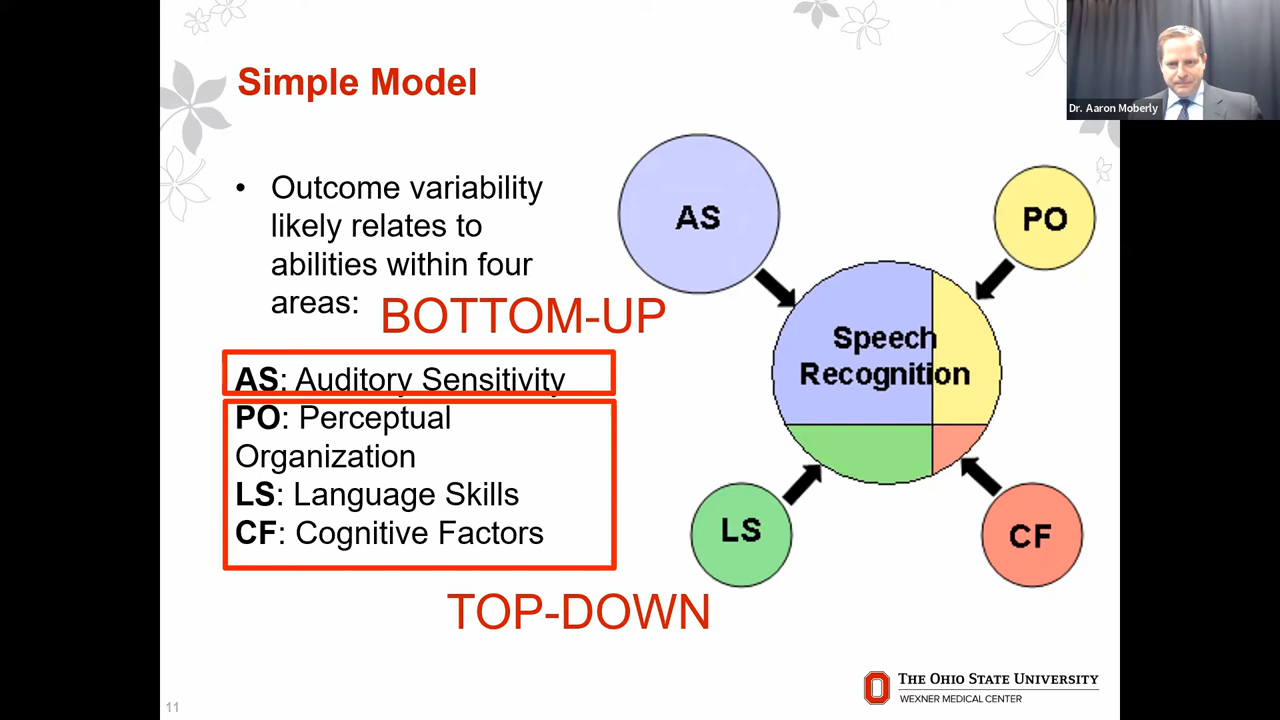 Simple Model
Dr. Aaron Moberly
• Outcome variability
likely relates to
abilities within four
areas:
BOTTOM-UP
AS: Auditory Sensitivity
PO: Perceptual
Organization
LS: Language Skills
CF: Cognitive Factors
TOP-DOWN
AS
PO
Speech
Recognition
LS
CF
THE OHIO STATE UNIVERSITY
WEXNER MEDICAL CENTER
11